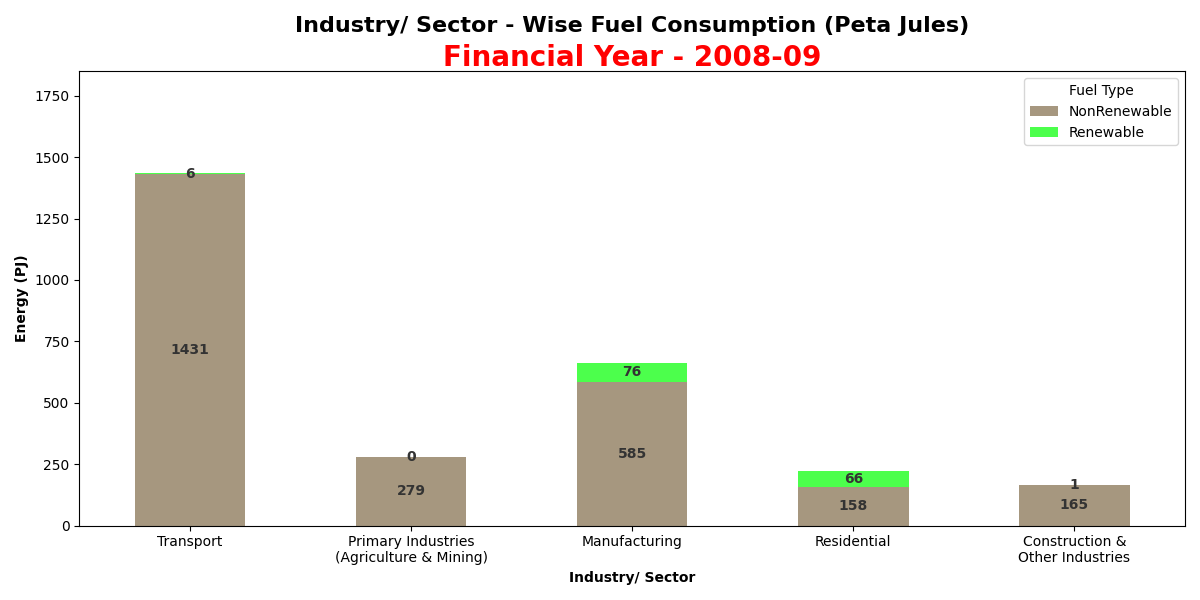 Industry/ Sector - Wise Fuel Consumption (Peta Jules)
Financial Year - 2008-09
Energy (PJ)
1750
1500
1250
1000
750
500
250
0
Fuel Type
NonRenewable
Renewable
6
1431
0
279
76
585
66
158
1
165
Transport
Primary Industries
(Agriculture & Mining)
Manufacturing
Residential
Construction &
Other Industries
Industry/ Sector